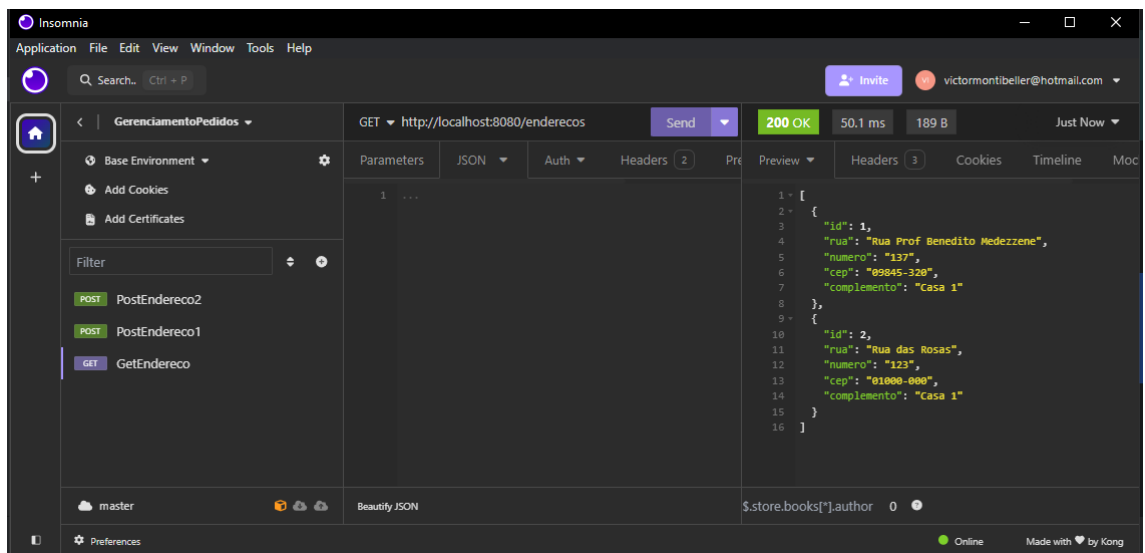 Insomnia
Application File Edit View Window Tools Help
Search.. Ctrl + P
Invite
VI
victormontibeller@hotmail.com
GerenciamentoPedidos
GET http://localhost:8080/enderecos
Send
200 OK
50.1 ms
189 B
Just Now
Base Environment
Add Cookies
Add Certificates
Filter
POST PostEndereco2
POST PostEndereco1
GET GetEndereco
Parameters JSON Auth Headers 2 Pre
1 ...
Preview Headers 3 Cookies Timeline Moc
1 [
2 {
3 "id": 1,
4 "rua": "Rua Prof Benedito Medezzene",
5 "numero": "137",
6 "cep": "09845-320",
7 "complemento": "Casa 1"
8 },
9 {
10 "id": 2,
11 "rua": "Rua das Rosas",
12 "numero": "123",
13 "cep": "01000-000",
14 "complemento": "Casa 1"
15 }
16 ]
master
Beautify JSON
$.store.books[*].author 0
Preferences
Online
Made with ♥ by Kong